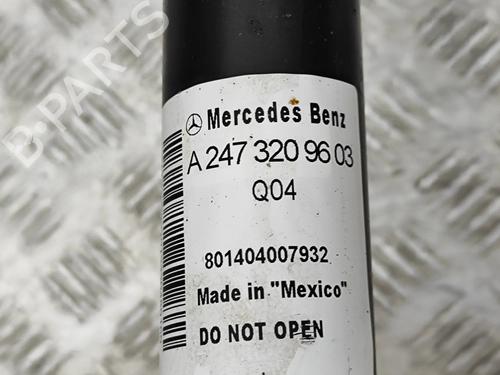 B-PARTS
Mercedes Benz
A 247 320 96 03
Q04
801404007932
Made in "Mexico"
DO NOT OPEN